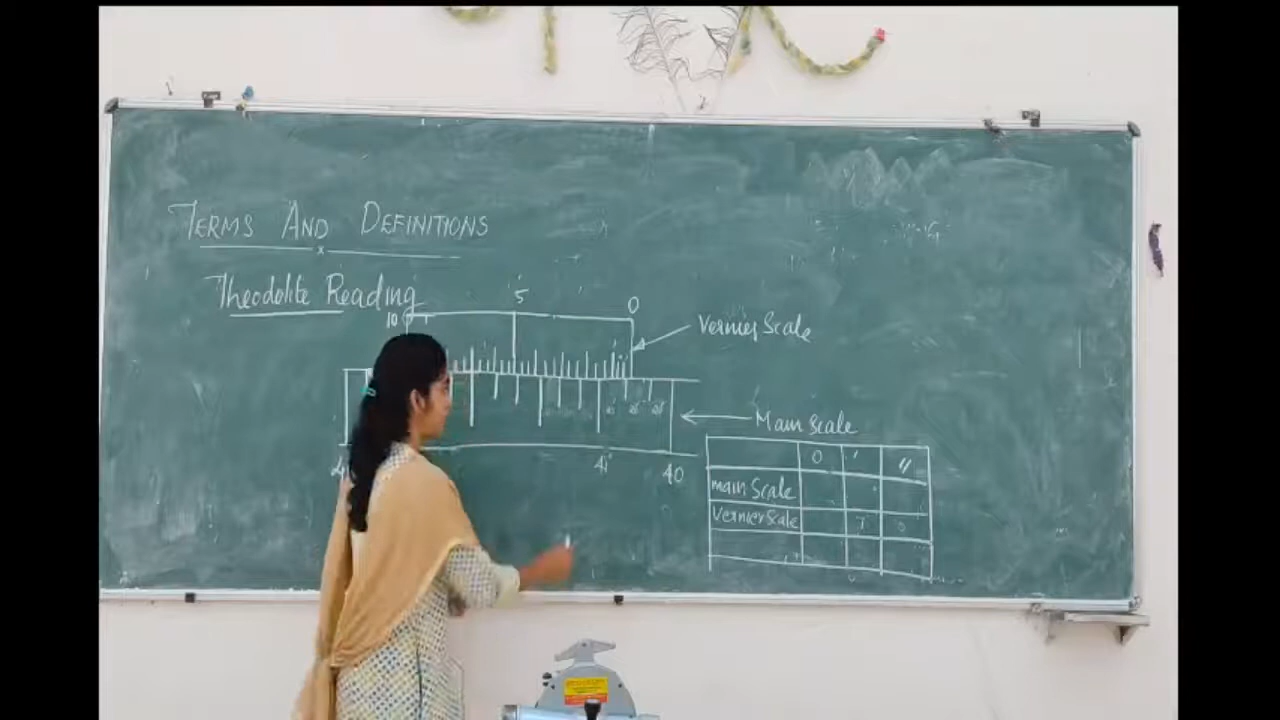 TERMS AND DEFINITIONS
Theodolite Reading
10 5 0
Vernier Scale
Main Scale
41 40
0 ' "
main Scale
Vernier Scale